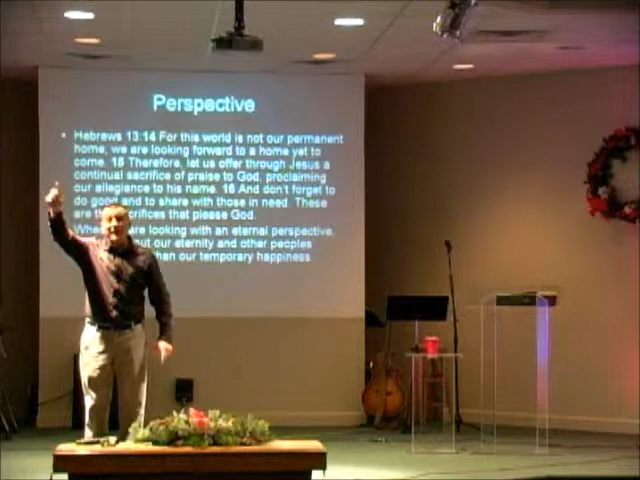 Perspective
• Hebrews 13:14 For this world is not our permanent
home; we are looking forward to a home yet to
come. 15 Therefore, let us offer through Jesus a
continual sacrifice of praise to God, proclaiming
our allegiance to his name. 16 And don't forget to
do good and to share with those in need. These
are the sacrifices that please God.
are looking with an eternal perspective,
out our eternity and other peoples
than our temporary happiness